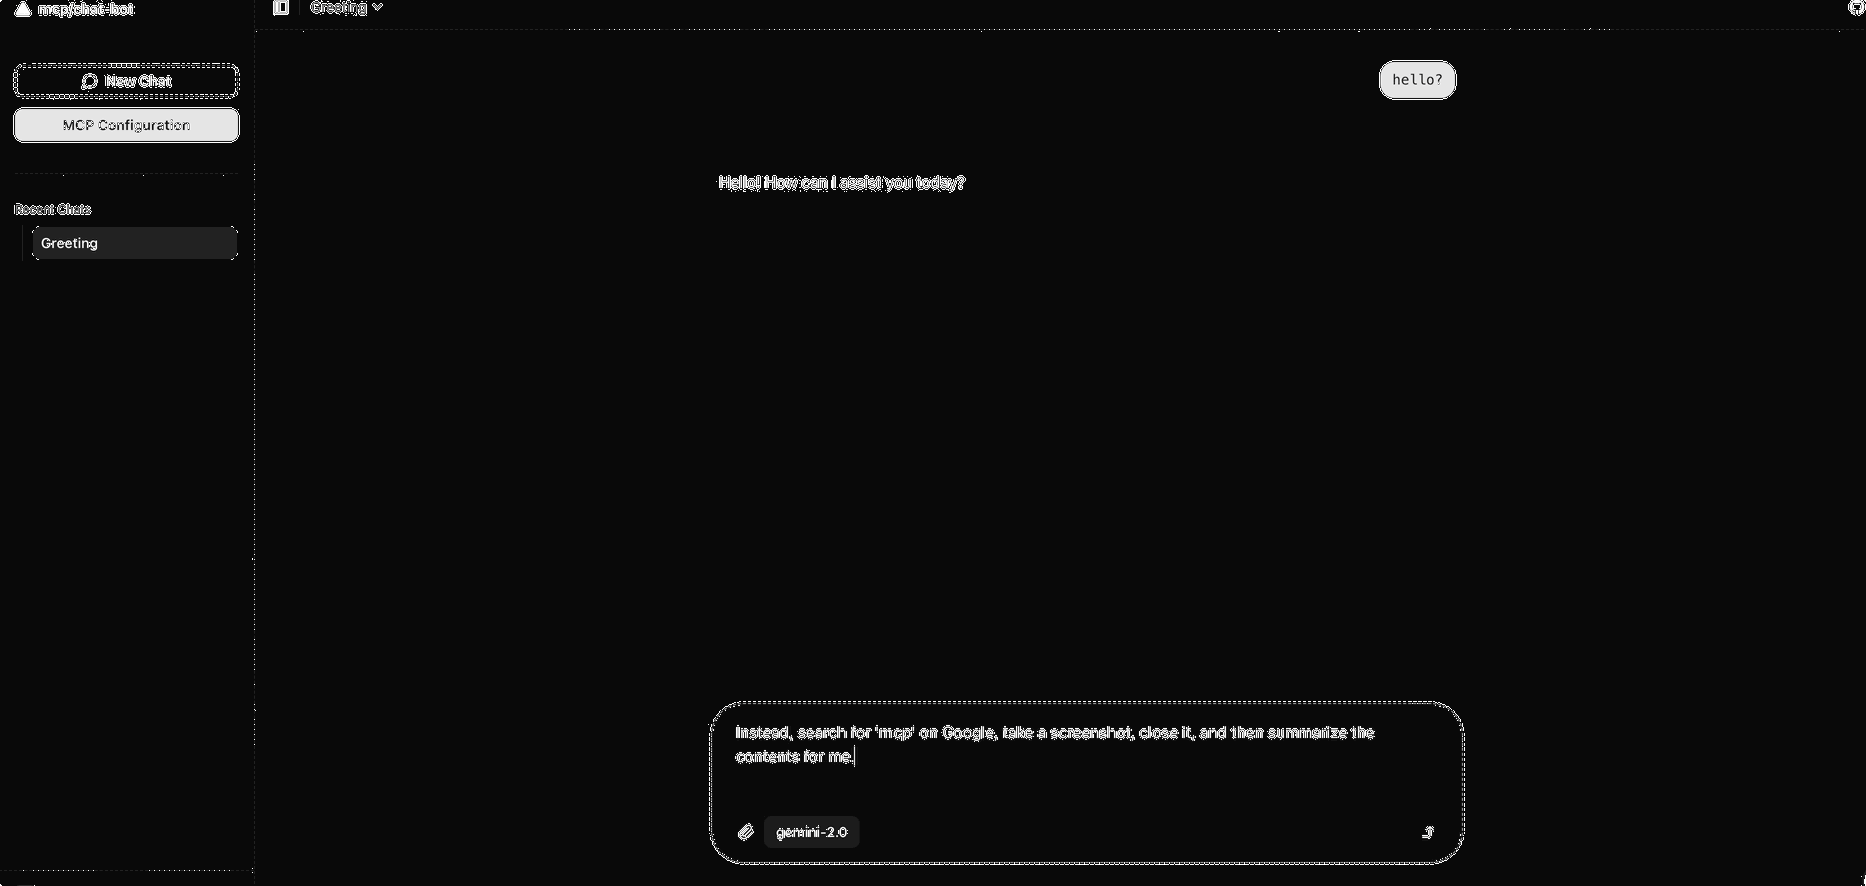 mcp/chat-bot
Greeting
New Chat
MCP Configuration
Recent Chats
Greeting
hello?
Hello! How can I assist you today?
Instead, search for 'mcp' on Google, take a screenshot, close it, and then summarize the
contents for me.
gemini-2.0